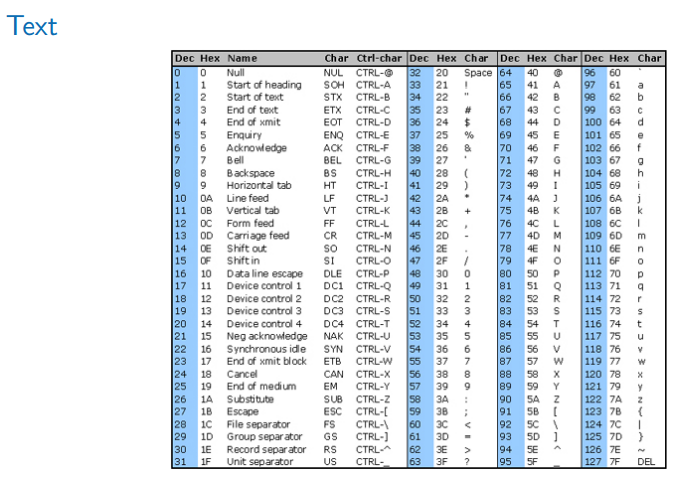 Text
Dec Hex Name Char Ctrl-char Dec Hex Char Dec Hex Char Dec Hex Char
0 0 Null NUL CTRL-@ 32 20 Space 64 40 @ 96 60 `
1 1 Start of heading SOH CTRL-A 33 21 ! 65 41 A 97 61 a
2 2 Start of text STX CTRL-B 34 22 " 66 42 B 98 62 b
3 3 End of text ETX CTRL-C 35 23 # 67 43 C 99 63 c
4 4 End of xmit EOT CTRL-D 36 24 $ 68 44 D 100 64 d
5 5 Enquiry ENQ CTRL-E 37 25 % 69 45 E 101 65 e
6 6 Acknowledge ACK CTRL-F 38 26 & 70 46 F 102 66 f
7 7 Bell BEL CTRL-G 39 27 ' 71 47 G 103 67 g
8 8 Backspace BS CTRL-H 40 28 ( 72 48 H 104 68 h
9 9 Horizontal tab HT CTRL-I 41 29 ) 73 49 I 105 69 i
10 0A Line feed LF CTRL-J 42 2A * 74 4A J 106 6A j
11 0B Vertical tab VT CTRL-K 43 2B + 75 4B K 107 6B k
12 0C Form feed FF CTRL-L 44 2C , 76 4C L 108 6C l
13 0D Carriage feed CR CTRL-M 45 2D - 77 4D M 109 6D m
14 0E Shift out SO CTRL-N 46 2E . 78 4E N 110 6E n
15 0F Shift in SI CTRL-O 47 2F / 79 4F O 111 6F o
16 10 Data line escape DLE CTRL-P 48 30 0 80 50 P 112 70 p
17 11 Device control 1 DC1 CTRL-Q 49 31 1 81 51 Q 113 71 q
18 12 Device control 2 DC2 CTRL-R 50 32 2 82 52 R 114 72 r
19 13 Device control 3 DC3 CTRL-S 51 33 3 83 53 S 115 73 s
20 14 Device control 4 DC4 CTRL-T 52 34 4 84 54 T 116 74 t
21 15 Neg acknowledge NAK CTRL-U 53 35 5 85 55 U 117 75 u
22 16 Synchronous idle SYN CTRL-V 54 36 6 86 56 V 118 76 v
23 17 End of xmit block ETB CTRL-W 55 37 7 87 57 W 119 77 w
24 18 Cancel CAN CTRL-X 56 38 8 88 58 X 120 78 x
25 19 End of medium EM CTRL-Y 57 39 9 89 59 Y 121 79 y
26 1A Substitute SUB CTRL-Z 58 3A : 90 5A Z 122 7A z
27 1B Escape ESC CTRL-[ 59 3B ; 91 5B [ 123 7B {
28 1C File separator FS CTRL-\ 60 3C < 92 5C \ 124 7C |
29 1D Group separator GS CTRL-] 61 3D = 93 5D ] 125 7D }
30 1E Record separator RS CTRL-^ 62 3E > 94 5E ^ 126 7E ~
31 1F Unit separator US CTRL-_ 63 3F ? 95 5F _ 127 7F DEL